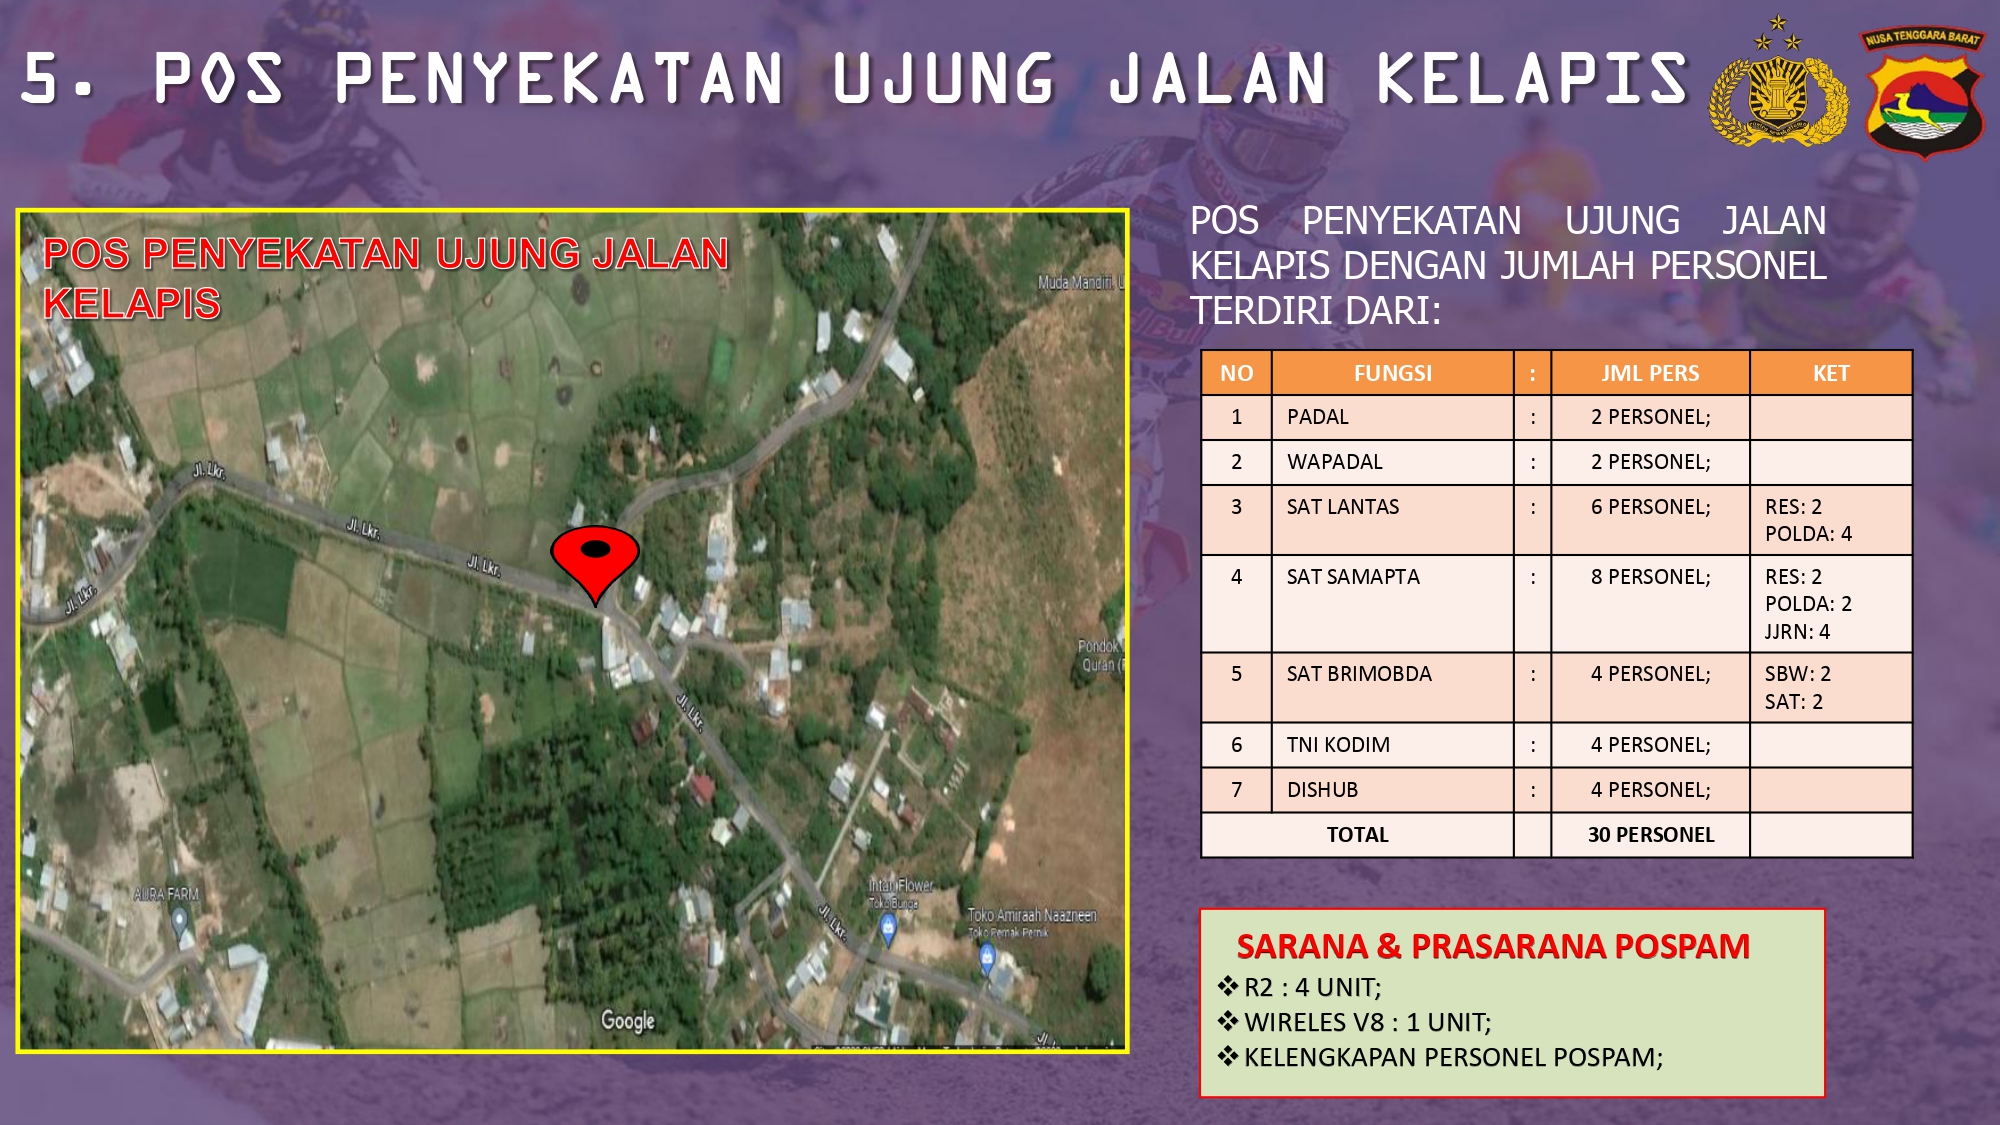 5. POS PENYEKATAN UJUNG JALAN KELAPIS
NUSA TENGGARA BARAT
POS PENYEKATAN UJUNG JALAN
KELAPIS
Muda Mandiri.
Jl. Lkr.
Jl. Lkr.
Jl. Lkr.
Jl. Lkr.
Pondok
Quran
Jl. Lkr.
AURA FARM
Intan Flower
Toko Bunga
Jl. Lkr.
Toko Amiraah Naazneen
Toko Pernak Pernik
Google
POS PENYEKATAN UJUNG JALAN
KELAPIS DENGAN JUMLAH PERSONEL
TERDIRI DARI:
NO FUNGSI : JML PERS KET
1 PADAL : 2 PERSONEL;
2 WAPADAL : 2 PERSONEL;
3 SAT LANTAS : 6 PERSONEL; RES: 2
POLDA: 4
4 SAT SAMAPTA : 8 PERSONEL; RES: 2
POLDA: 2
JJRN: 4
5 SAT BRIMOBDA : 4 PERSONEL; SBW: 2
SAT: 2
6 TNI KODIM : 4 PERSONEL;
7 DISHUB : 4 PERSONEL;
TOTAL 30 PERSONEL
SARANA & PRASARANA POSPAM
❖ R2 : 4 UNIT;
❖ WIRELES V8 : 1 UNIT;
❖ KELENGKAPAN PERSONEL POSPAM;